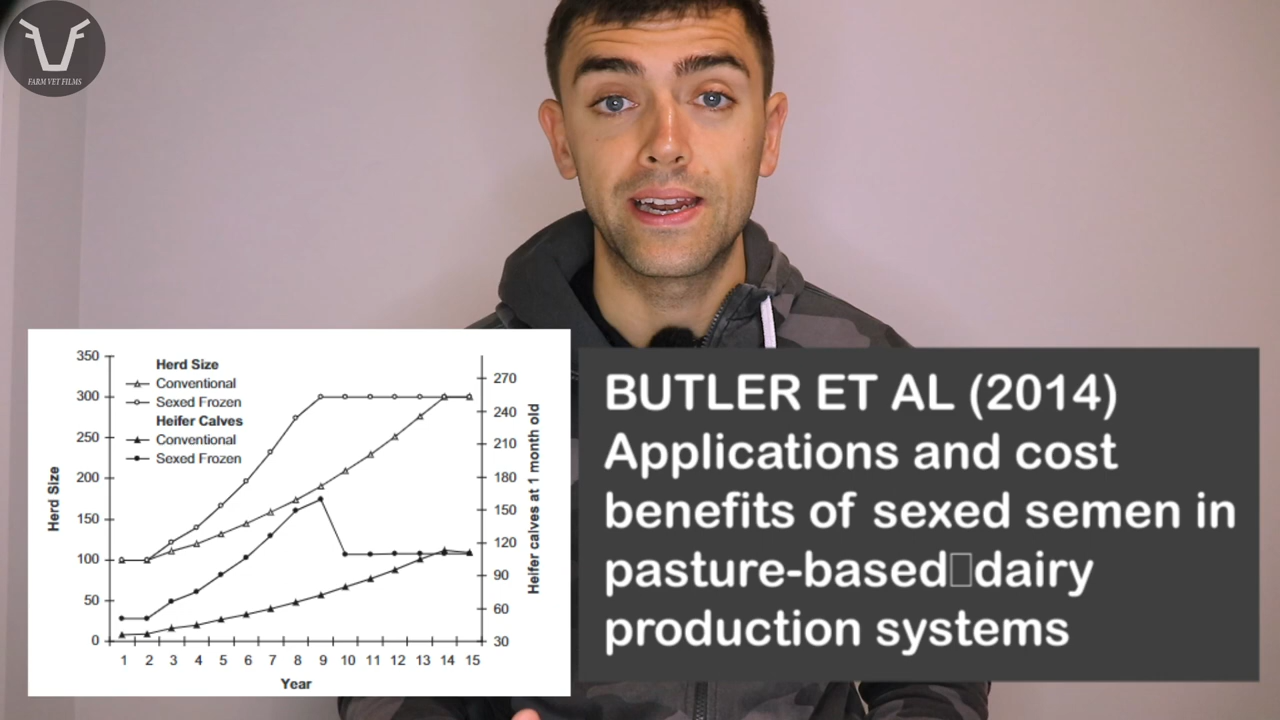 FARM VET FILMS
BUTLER ET AL (2014)
Applications and cost
benefits of sexed semen in
pasture-based□dairy
production systems
350
300
250
200
150
100
50
0
Herd Size
Herd Size
Conventional
Sexed Frozen
Heifer Calves
Conventional
Sexed Frozen
270
240
210
180
150
120
90
60
30
Heifer calves at 1 month old
1 2 3 4 5 6 7 8 9 10 11 12 13 14 15
Year